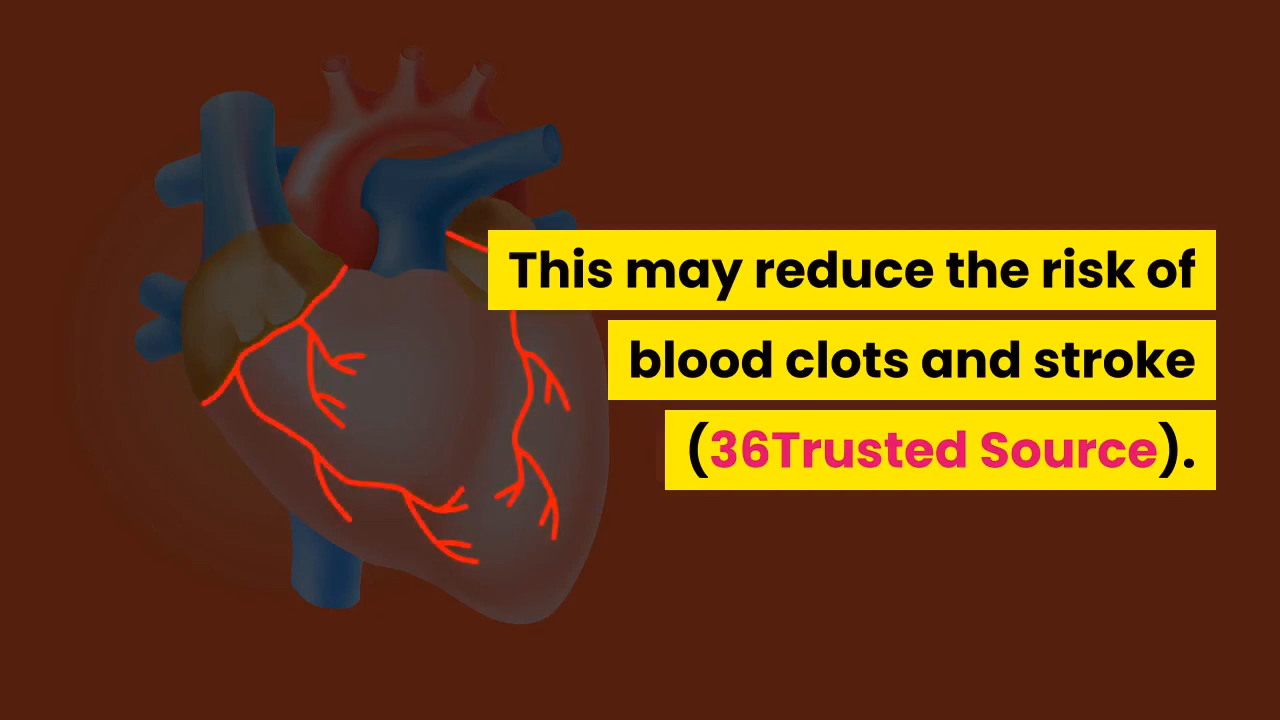 This may reduce the risk of
blood clots and stroke
(36Trusted Source).